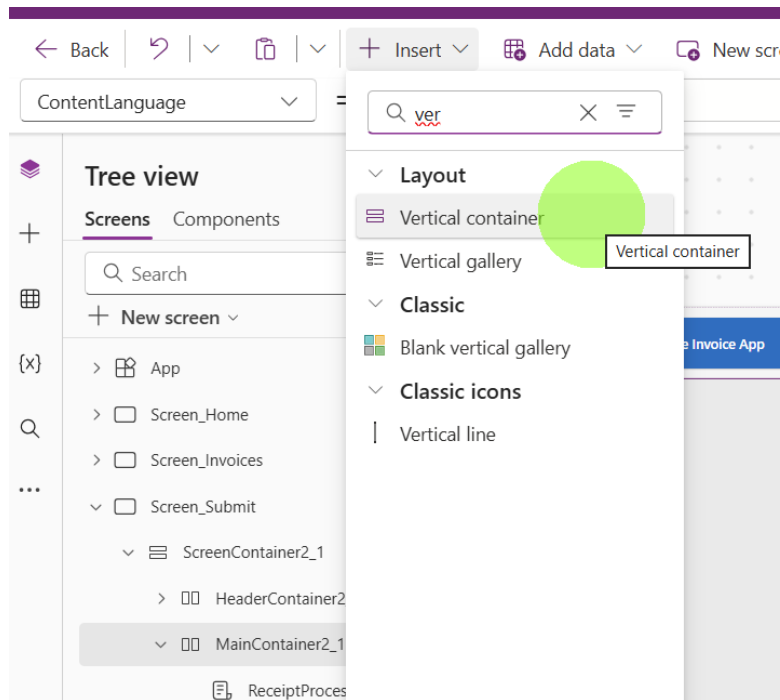 Back
Insert
Add data
New scre
ContentLanguage
=
ver
Tree view
Screens Components
Search
New screen
App
Screen_Home
Screen_Invoices
Screen_Submit
ScreenContainer2_1
HeaderContainer2
MainContainer2_1
ReceiptProces
Layout
Vertical container
Vertical container
Vertical gallery
Classic
Blank vertical gallery
Classic icons
Vertical line
e Invoice App